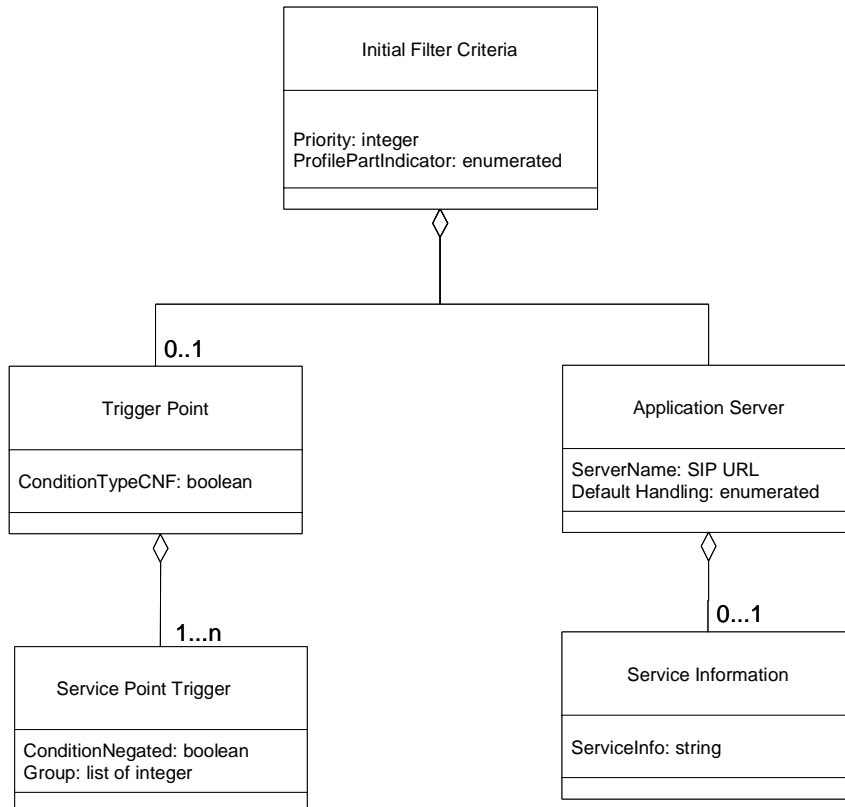 Initial Filter Criteria
Priority: integer
ProfilePartIndicator: enumerated
0..1
Trigger Point
ConditionTypeCNF: boolean
Application Server
ServerName: SIP URL
Default Handling: enumerated
1...n
Service Point Trigger
ConditionNegated: boolean
Group: list of integer
0...1
Service Information
ServiceInfo: string